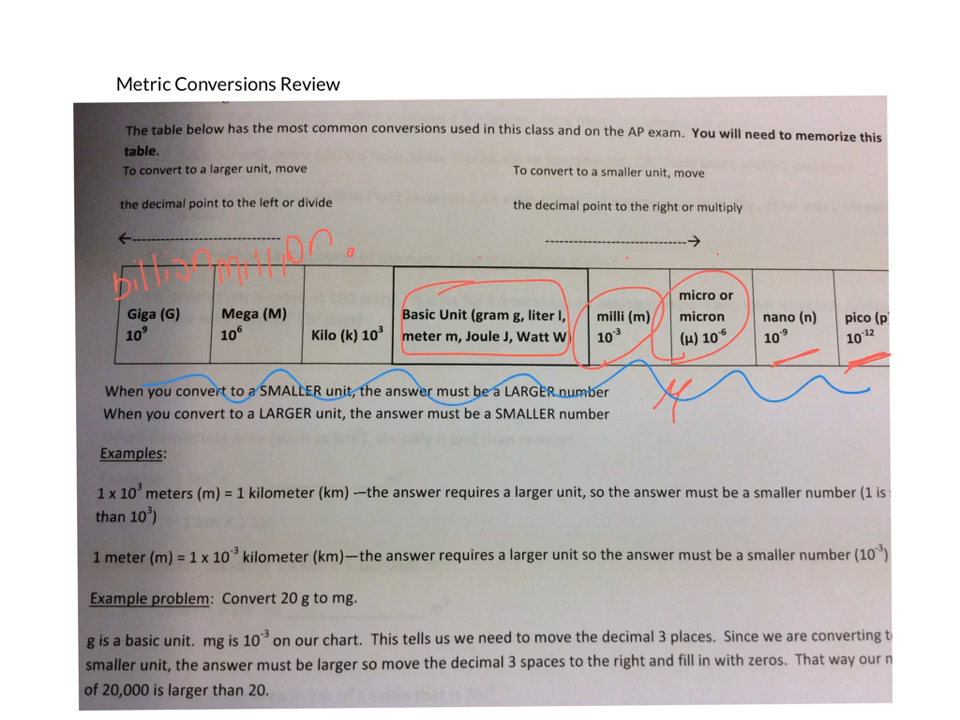 Metric Conversions Review
The table below has the most common conversions used in this class and on the AP exam. You will need to memorize this
table.
To convert to a larger unit, move
To convert to a smaller unit, move
the decimal point to the left or divide
the decimal point to the right or multiply
billion million
Giga (G)
10⁹
Mega (M)
10⁶
Kilo (k) 10³
Basic Unit (gram g, liter l,
meter m, Joule J, Watt W
milli (m)
10⁻³
micro or
micron
(μ) 10⁻⁶
nano (n)
10⁻⁹
pico (p
10⁻¹²
When you convert to a SMALLER unit, the answer must be a LARGER number
When you convert to a LARGER unit, the answer must be a SMALLER number
Examples:
1 x 10³ meters (m) = 1 kilometer (km) —the answer requires a larger unit, so the answer must be a smaller number (1 is
than 10³)
1 meter (m) = 1 x 10⁻³ kilometer (km)—the answer requires a larger unit so the answer must be a smaller number (10⁻³)
Example problem: Convert 20 g to mg.
g is a basic unit. mg is 10⁻³ on our chart. This tells us we need to move the decimal 3 places. Since we are converting t
smaller unit, the answer must be larger so move the decimal 3 spaces to the right and fill in with zeros. That way our
of 20,000 is larger than 20.